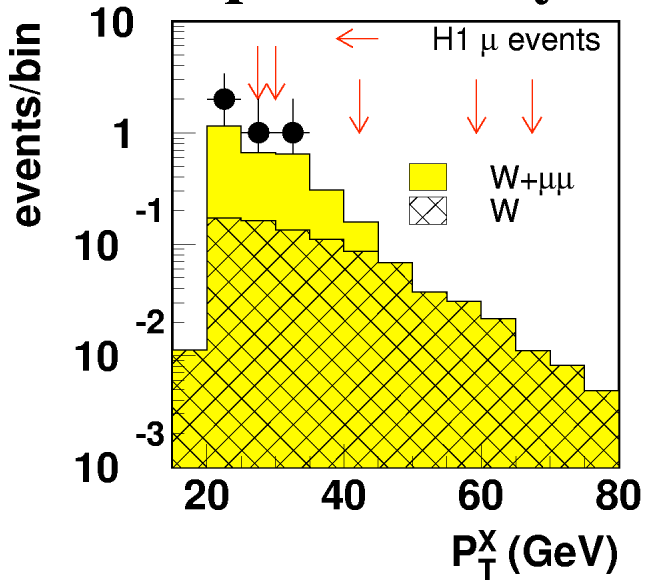 10
H1 μ events
events/bin
1
W+μμ
W
10 -1
10 -2
10 -3
20 40 60 80
P_T^X (GeV)